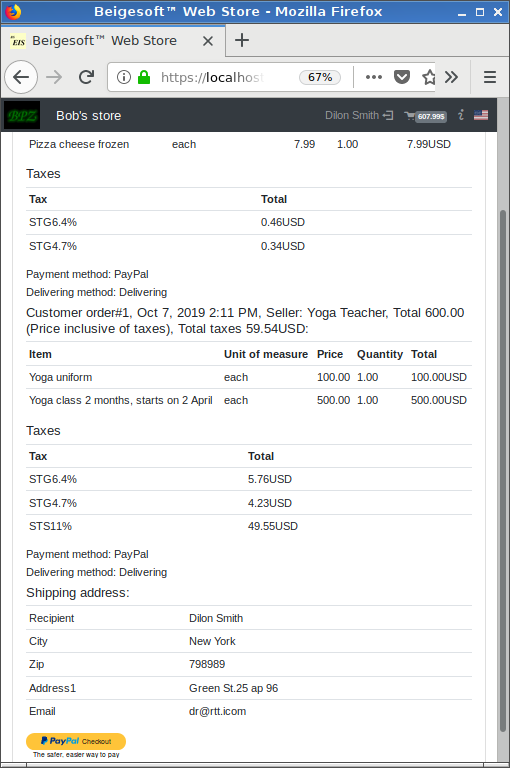 Beigesoft™ Web Store - Mozilla Firefox
EIS Beigesoft™ Web Store
https://localhos 67%
BPZ Bob's store Dilon Smith 607.99$
Pizza cheese frozen each 7.99 1.00 7.99USD
Taxes
Tax Total
STG6.4% 0.46USD
STG4.7% 0.34USD
Payment method: PayPal
Delivering method: Delivering
Customer order#1, Oct 7, 2019 2:11 PM, Seller: Yoga Teacher, Total 600.00
(Price inclusive of taxes), Total taxes 59.54USD:
Item Unit of measure Price Quantity Total
Yoga uniform each 100.00 1.00 100.00USD
Yoga class 2 months, starts on 2 April each 500.00 1.00 500.00USD
Taxes
Tax Total
STG6.4% 5.76USD
STG4.7% 4.23USD
STS11% 49.55USD
Payment method: PayPal
Delivering method: Delivering
Shipping address:
Recipient Dilon Smith
City New York
Zip 798989
Address1 Green St.25 ap 96
Email dr@rtt.icom
PayPal Checkout
The safer, easier way to pay